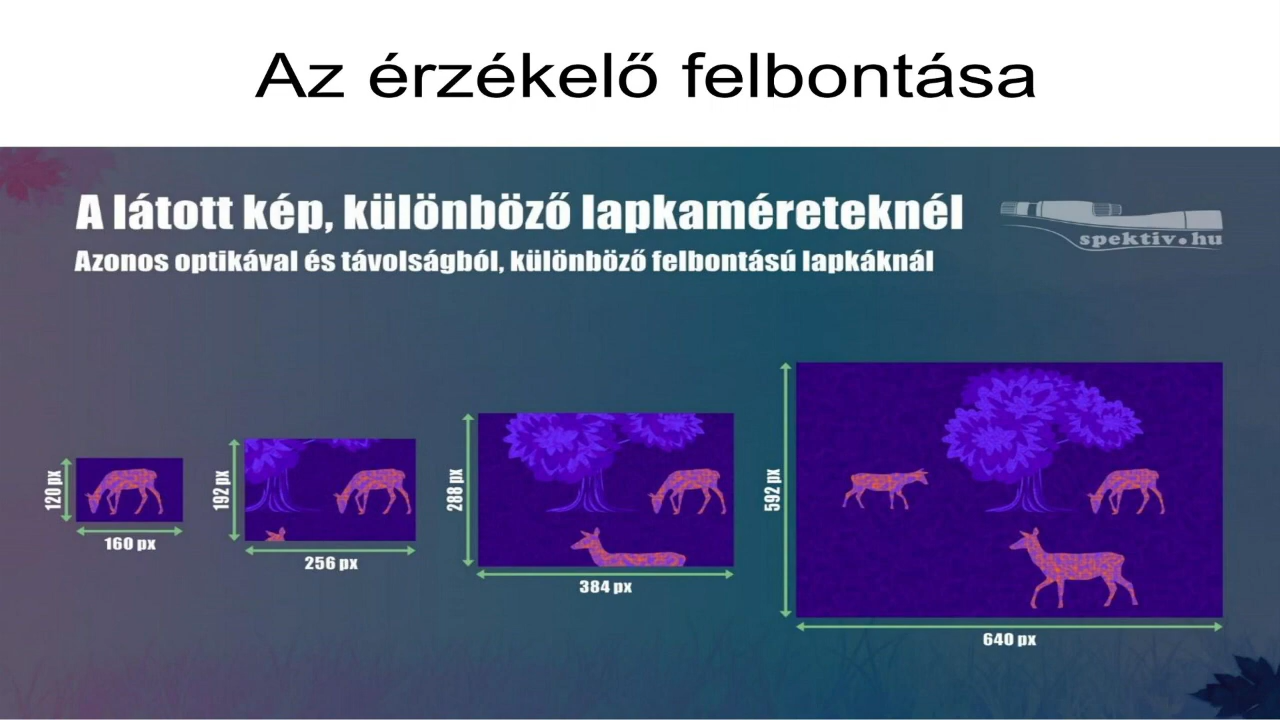 Az érzékelő felbontása
A látott kép, különböző lapkaméreteknél
Azonos optikával és távolságból, különböző felbontású lapkáknál
spektiv.hu
120 px
160 px
192 px
256 px
288 px
384 px
592 px
640 px